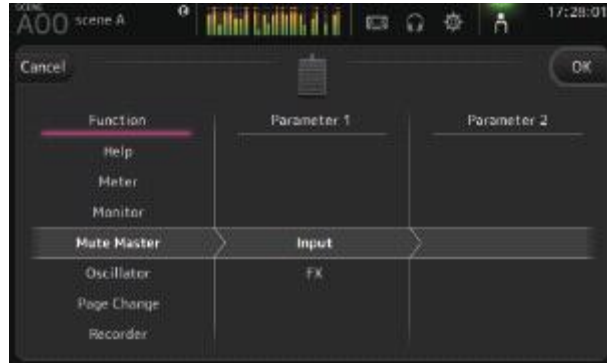 SCENE
A00 scene A
17:28:01
Cancel
OK
Function
Parameter 1
Parameter 2
Help
Meter
Monitor
Mute Master
Input
Oscillator
FX
Page Change
Recorder